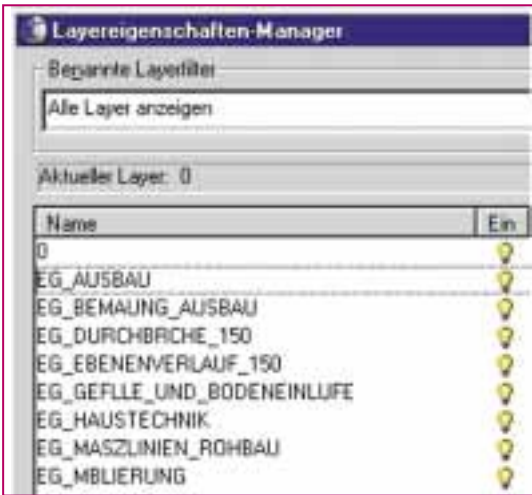 Layereigenschaften-Manager
Benannte Layerfilter
Alle Layer anzeigen
Aktueller Layer: 0
Name Ein
0
EG_AUSBAU
EG_BEMAUNG_AUSBAU
EG_DURCHBRCHE_150
EG_EBENENVERLAUF_150
EG_GEFLLE_UND_BODENEINLUFE
EG_HAUSTECHNIK
EG_MASZLINIEN_ROHBAU
EG_MBLIERUNG